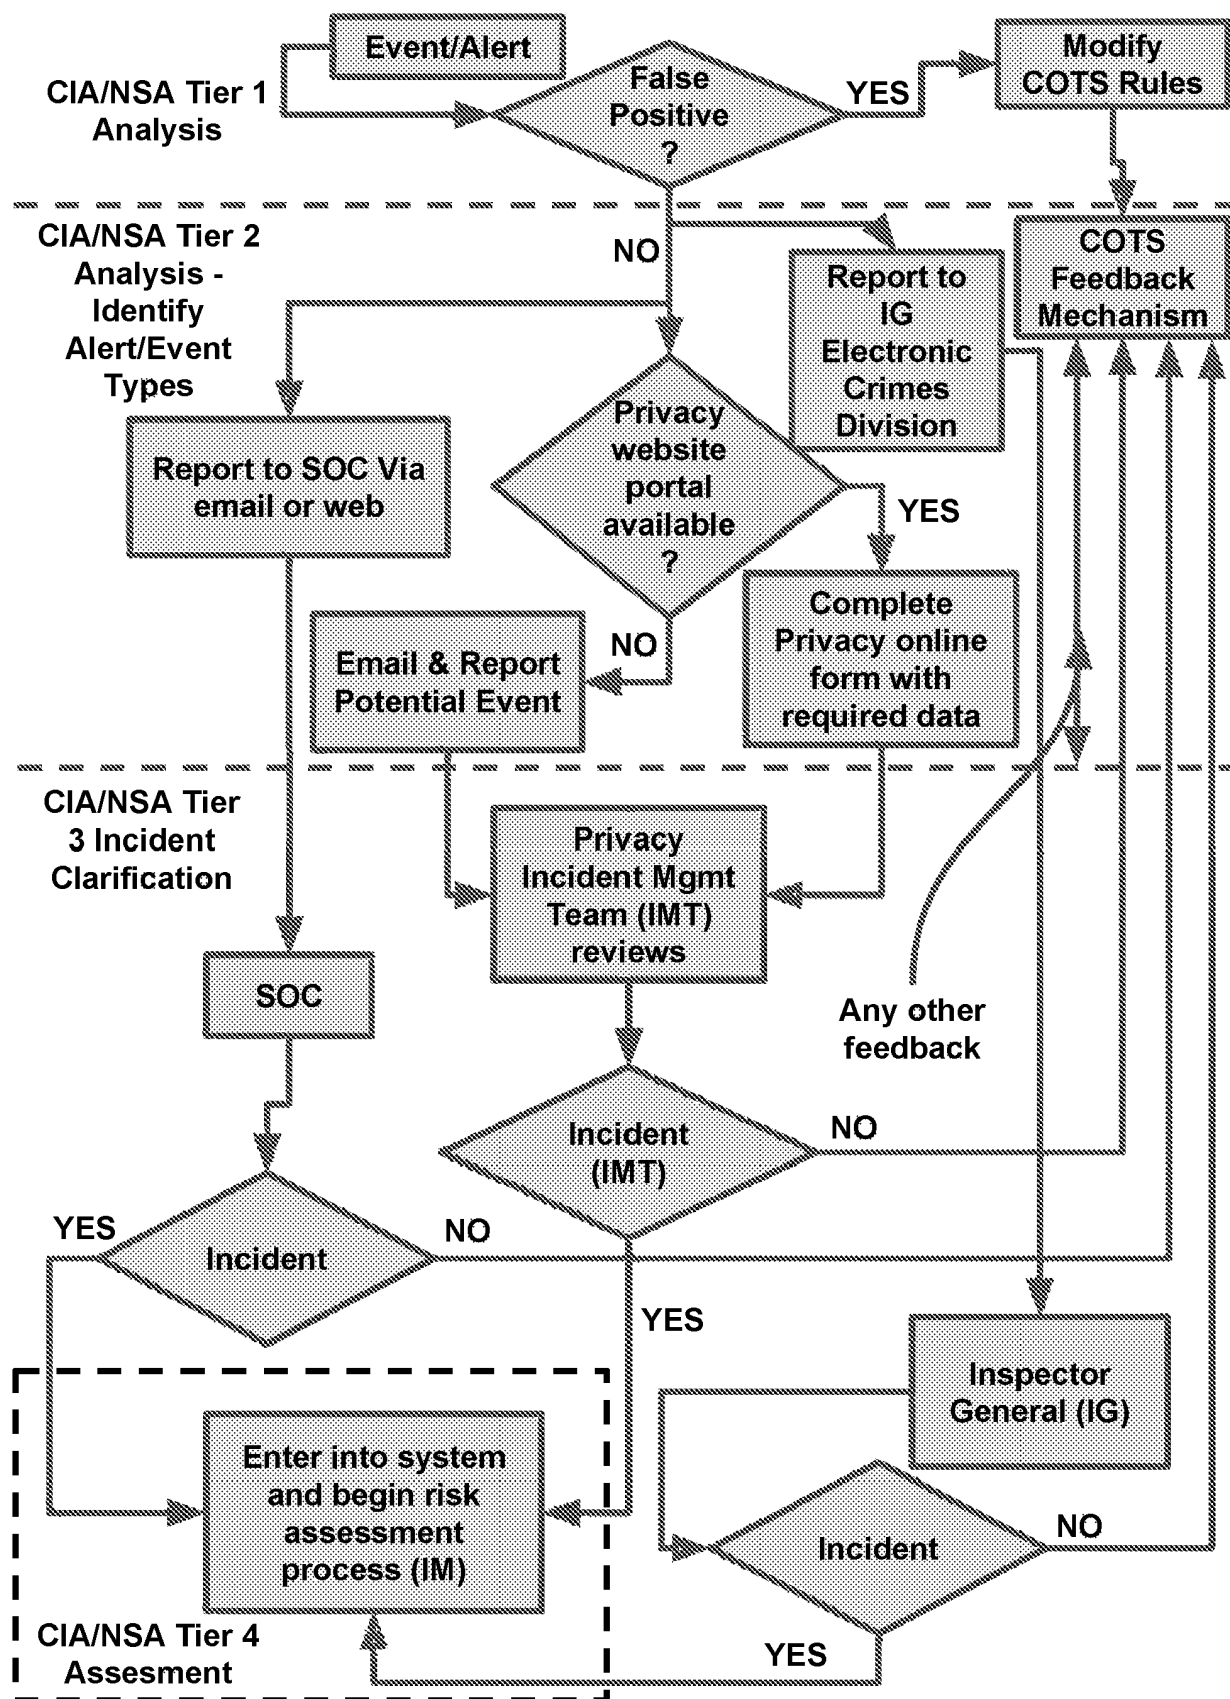 Event/Alert
CIA/NSA Tier 1
Analysis
False
Positive
?
YES
Modify
COTS Rules
CIA/NSA Tier 2
Analysis -
Identify
Alert/Event
Types
NO
Report to
IG
Electronic
Crimes
Division
COTS
Feedback
Mechanism
Report to SOC Via
email or web
Privacy
website
portal
available
?
YES
NO
Email & Report
Potential Event
Complete
Privacy online
form with
required data
CIA/NSA Tier
3 Incident
Clarification
Privacy
Incident Mgmt
Team (IMT)
reviews
SOC
Any other
feedback
Incident
(IMT)
NO
YES
Incident
NO
YES
Inspector
General (IG)
Enter into system
and begin risk
assessment
process (IM)
Incident
NO
YES
CIA/NSA Tier 4
Assesment